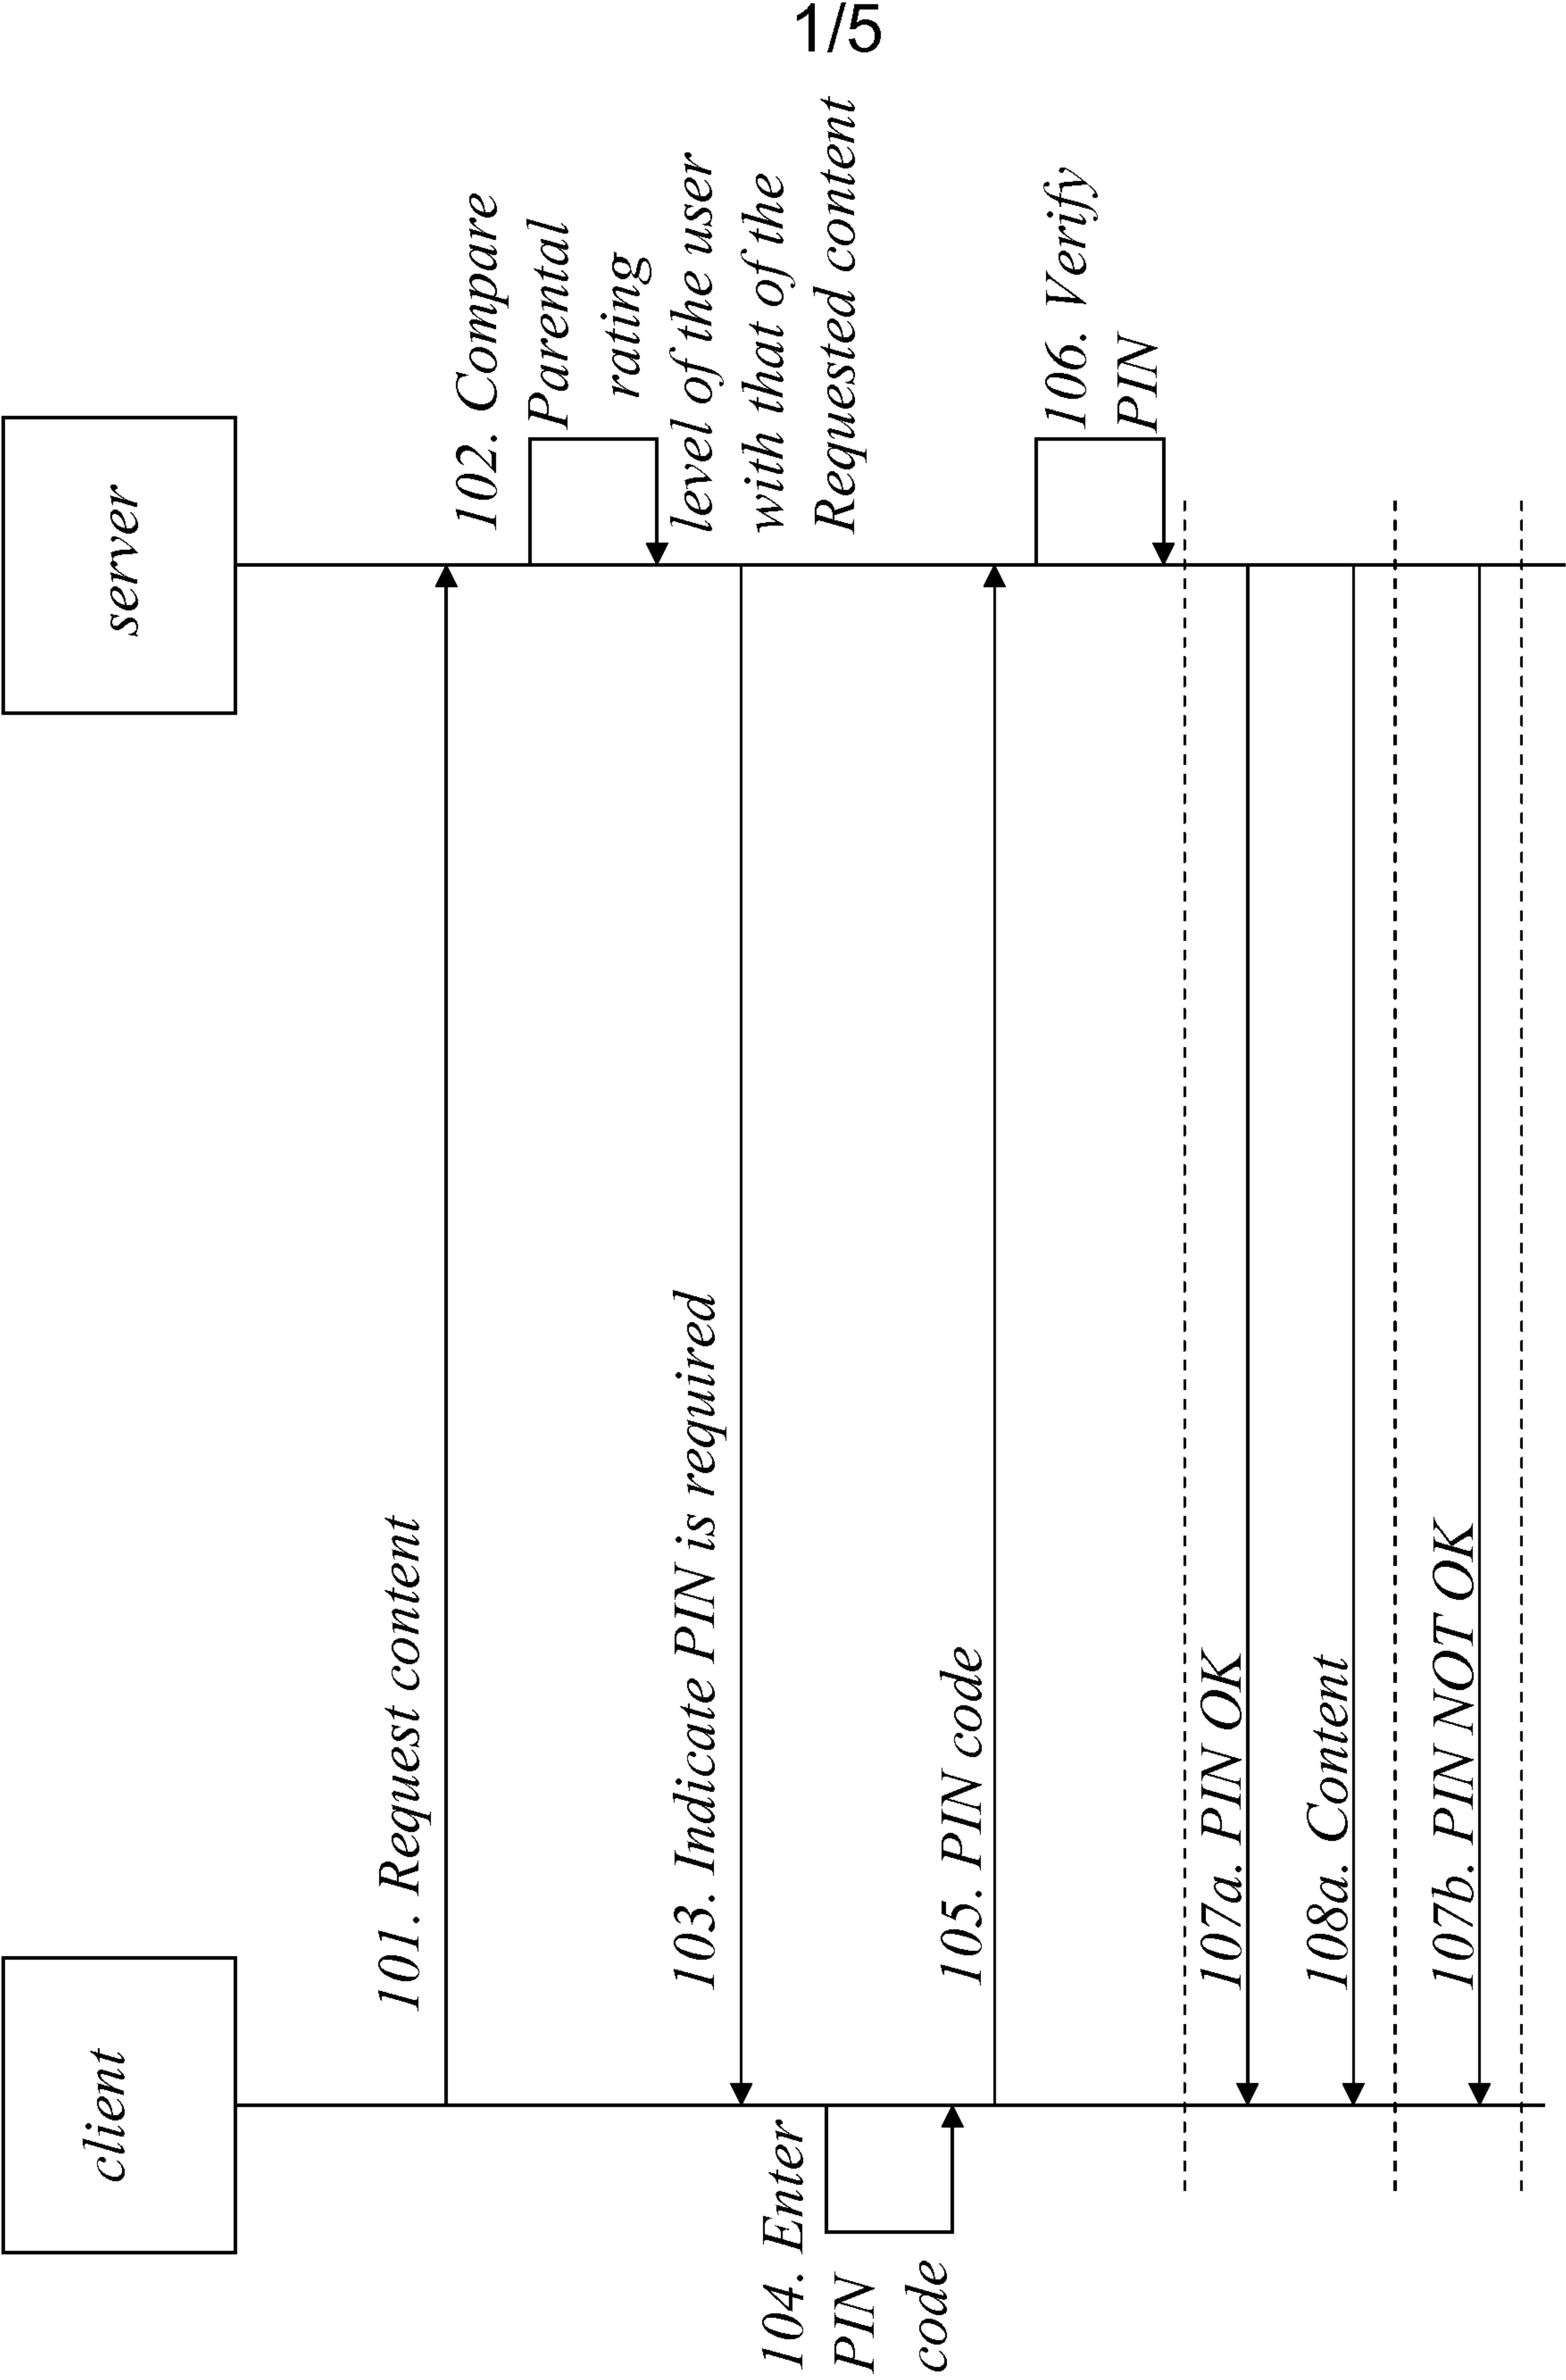 1/5
client
server
101. Request content
102. Compare
Parental
rating
level of the user
with that of the
Requested content
103. Indicate PIN is required
104. Enter
PIN
code
105. PIN code
106. Verify
PIN
107a. PIN OK
108a. Content
107b. PIN NOT OK